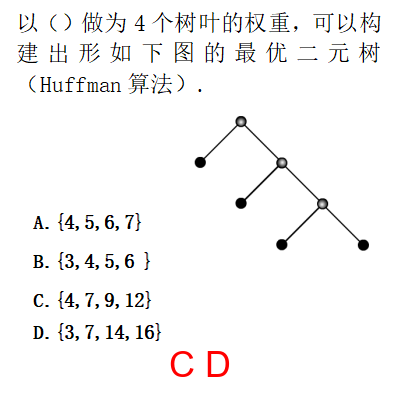 以（）做为 4 个树叶的权重，可以构
建出形如下图的最优二元树
（Huffman 算法）.
A. {4,5,6,7}
B. {3,4,5,6 }
C. {4,7,9,12}
D. {3,7,14,16}
C D